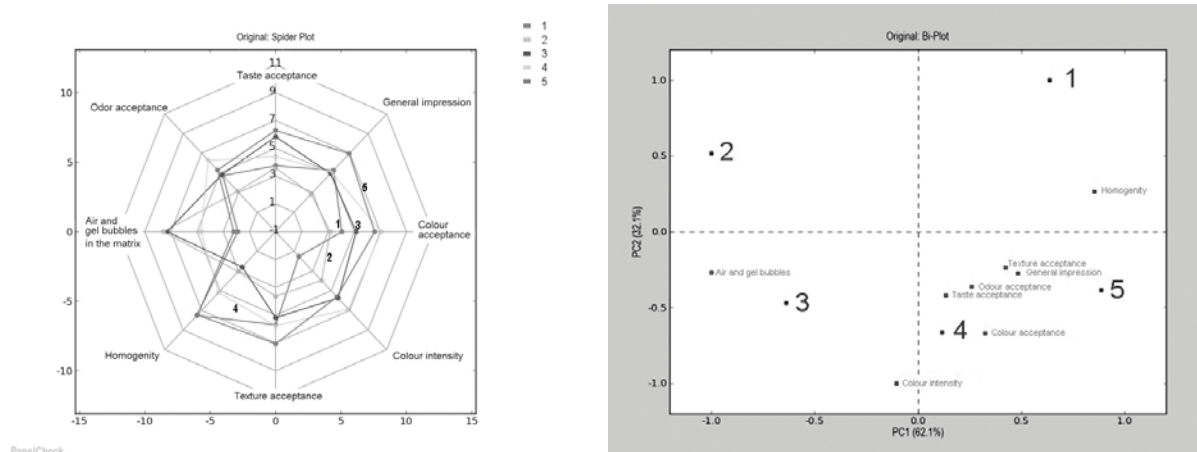 Original: Spider Plot
1
2
3
4
5
11
Taste acceptance
9
7
5
3
1
-1
Odor acceptance
General impression
Air and
gel bubbles
in the matrix
Colour
acceptance
Homogenity
Colour intensity
Texture acceptance
5
1
3
2
4
10
5
0
-5
-10
-15
-10
-5
0
5
10
15
PanelCheck
Original: Bi-Plot
PC2 (32.1%)
1.0
0.5
0.0
-0.5
-1.0
1
2
Homogenity
Air and gel bubbles
Texture acceptance
General impression
3
Odour acceptance
5
Taste acceptance
4
Colour acceptance
Colour intensity
-1.0
-0.5
0.0
0.5
1.0
PC1 (62.1%)